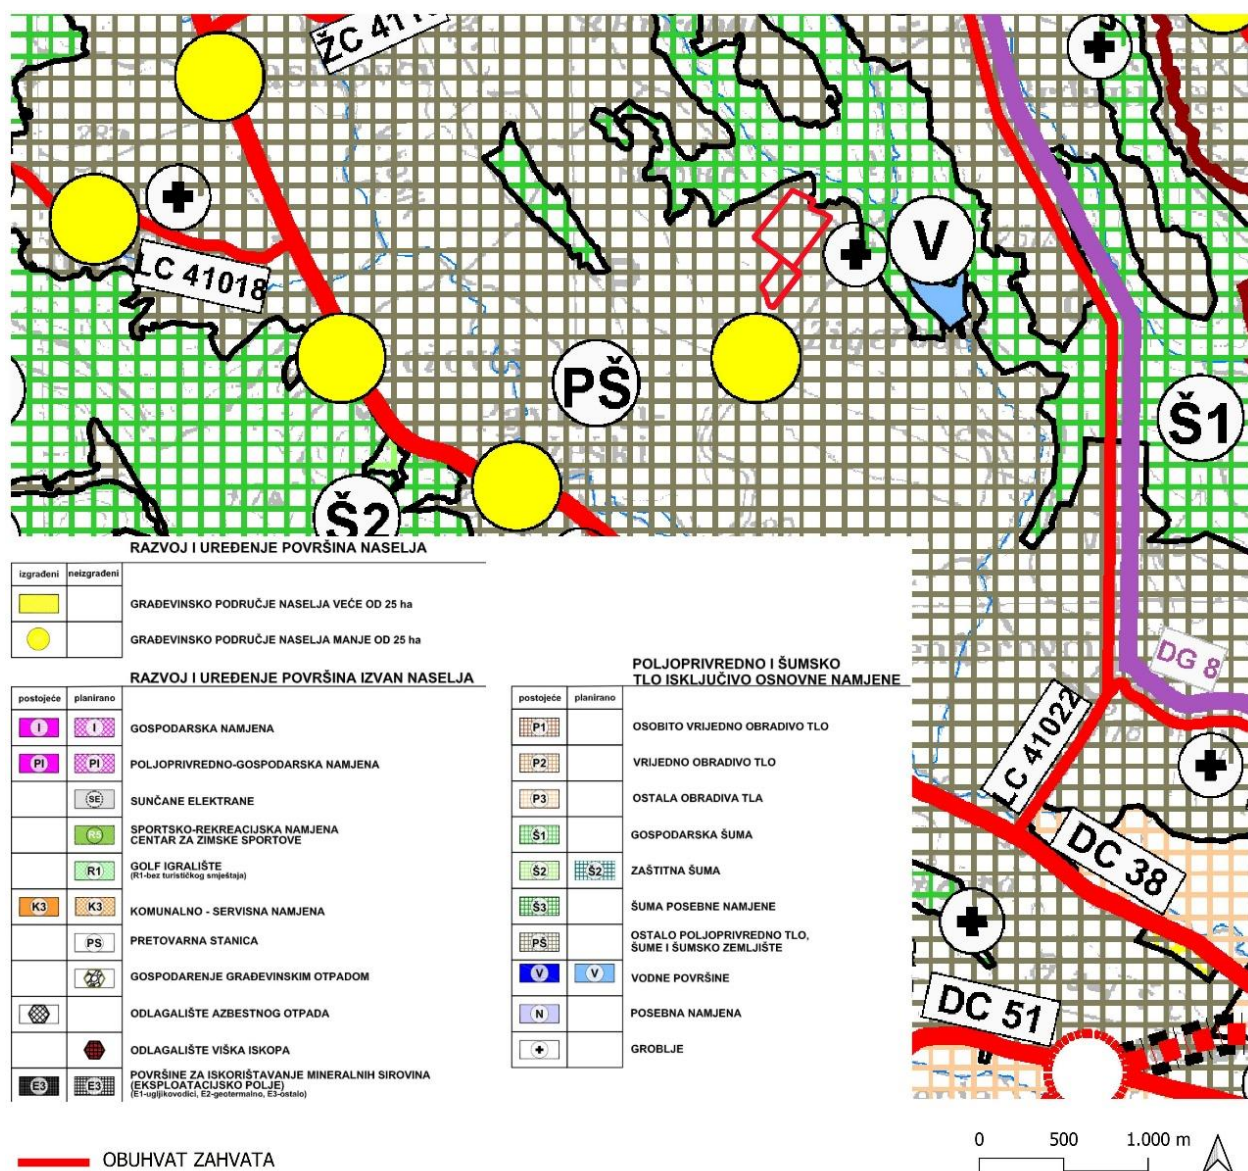 ŽC 411
LC 41018
V
PŠ
Š1
Š2
DG 8
LC 41022
DC 38
DC 51
RAZVOJ I UREĐENJE POVRŠINA NASELJA
izgrađeni neizgrađeni
GRAĐEVINSKO PODRUČJE NASELJA VEĆE OD 25 ha
GRAĐEVINSKO PODRUČJE NASELJA MANJE OD 25 ha
RAZVOJ I UREĐENJE POVRŠINA IZVAN NASELJA
postojeće planirano
I I GOSPODARSKA NAMJENA
PI PI POLJOPRIVREDNO-GOSPODARSKA NAMJENA
SE SUNČANE ELEKTRANE
R5 SPORTSKO-REKREACIJSKA NAMJENA
CENTAR ZA ZIMSKE SPORTOVE
R1 GOLF IGRALIŠTE
(R1-bez turističkog smještaja)
K3 K3 KOMUNALNO - SERVISNA NAMJENA
PS PRETOVARNA STANICA
GOSPODARENJE GRAĐEVINSKIM OTPADOM
ODLAGALIŠTE AZBESTNOG OTPADA
ODLAGALIŠTE VIŠKA ISKOPA
E3 E3 POVRŠINE ZA ISKORIŠTAVANJE MINERALNIH SIROVINA
(EKSPLOATACIJSKO POLJE)
(E1-ugljikovodici, E2-geotermalno, E3-ostalo)
POLJOPRIVREDNO I ŠUMSKO
TLO ISKLJUČIVO OSNOVNE NAMJENE
postojeće planirano
P1 OSOBITO VRIJEDNO OBRADIVO TLO
P2 VRIJEDNO OBRADIVO TLO
P3 OSTALA OBRADIVA TLA
Š1 GOSPODARSKA ŠUMA
Š2 Š2 ZAŠTITNA ŠUMA
Š3 ŠUMA POSEBNE NAMJENE
PŠ OSTALO POLJOPRIVREDNO TLO,
ŠUME I ŠUMSKO ZEMLJIŠTE
V V VODNE POVRŠINE
N POSEBNA NAMJENA
GROBLJE
OBUHVAT ZAHVATA
0 500 1.000 m